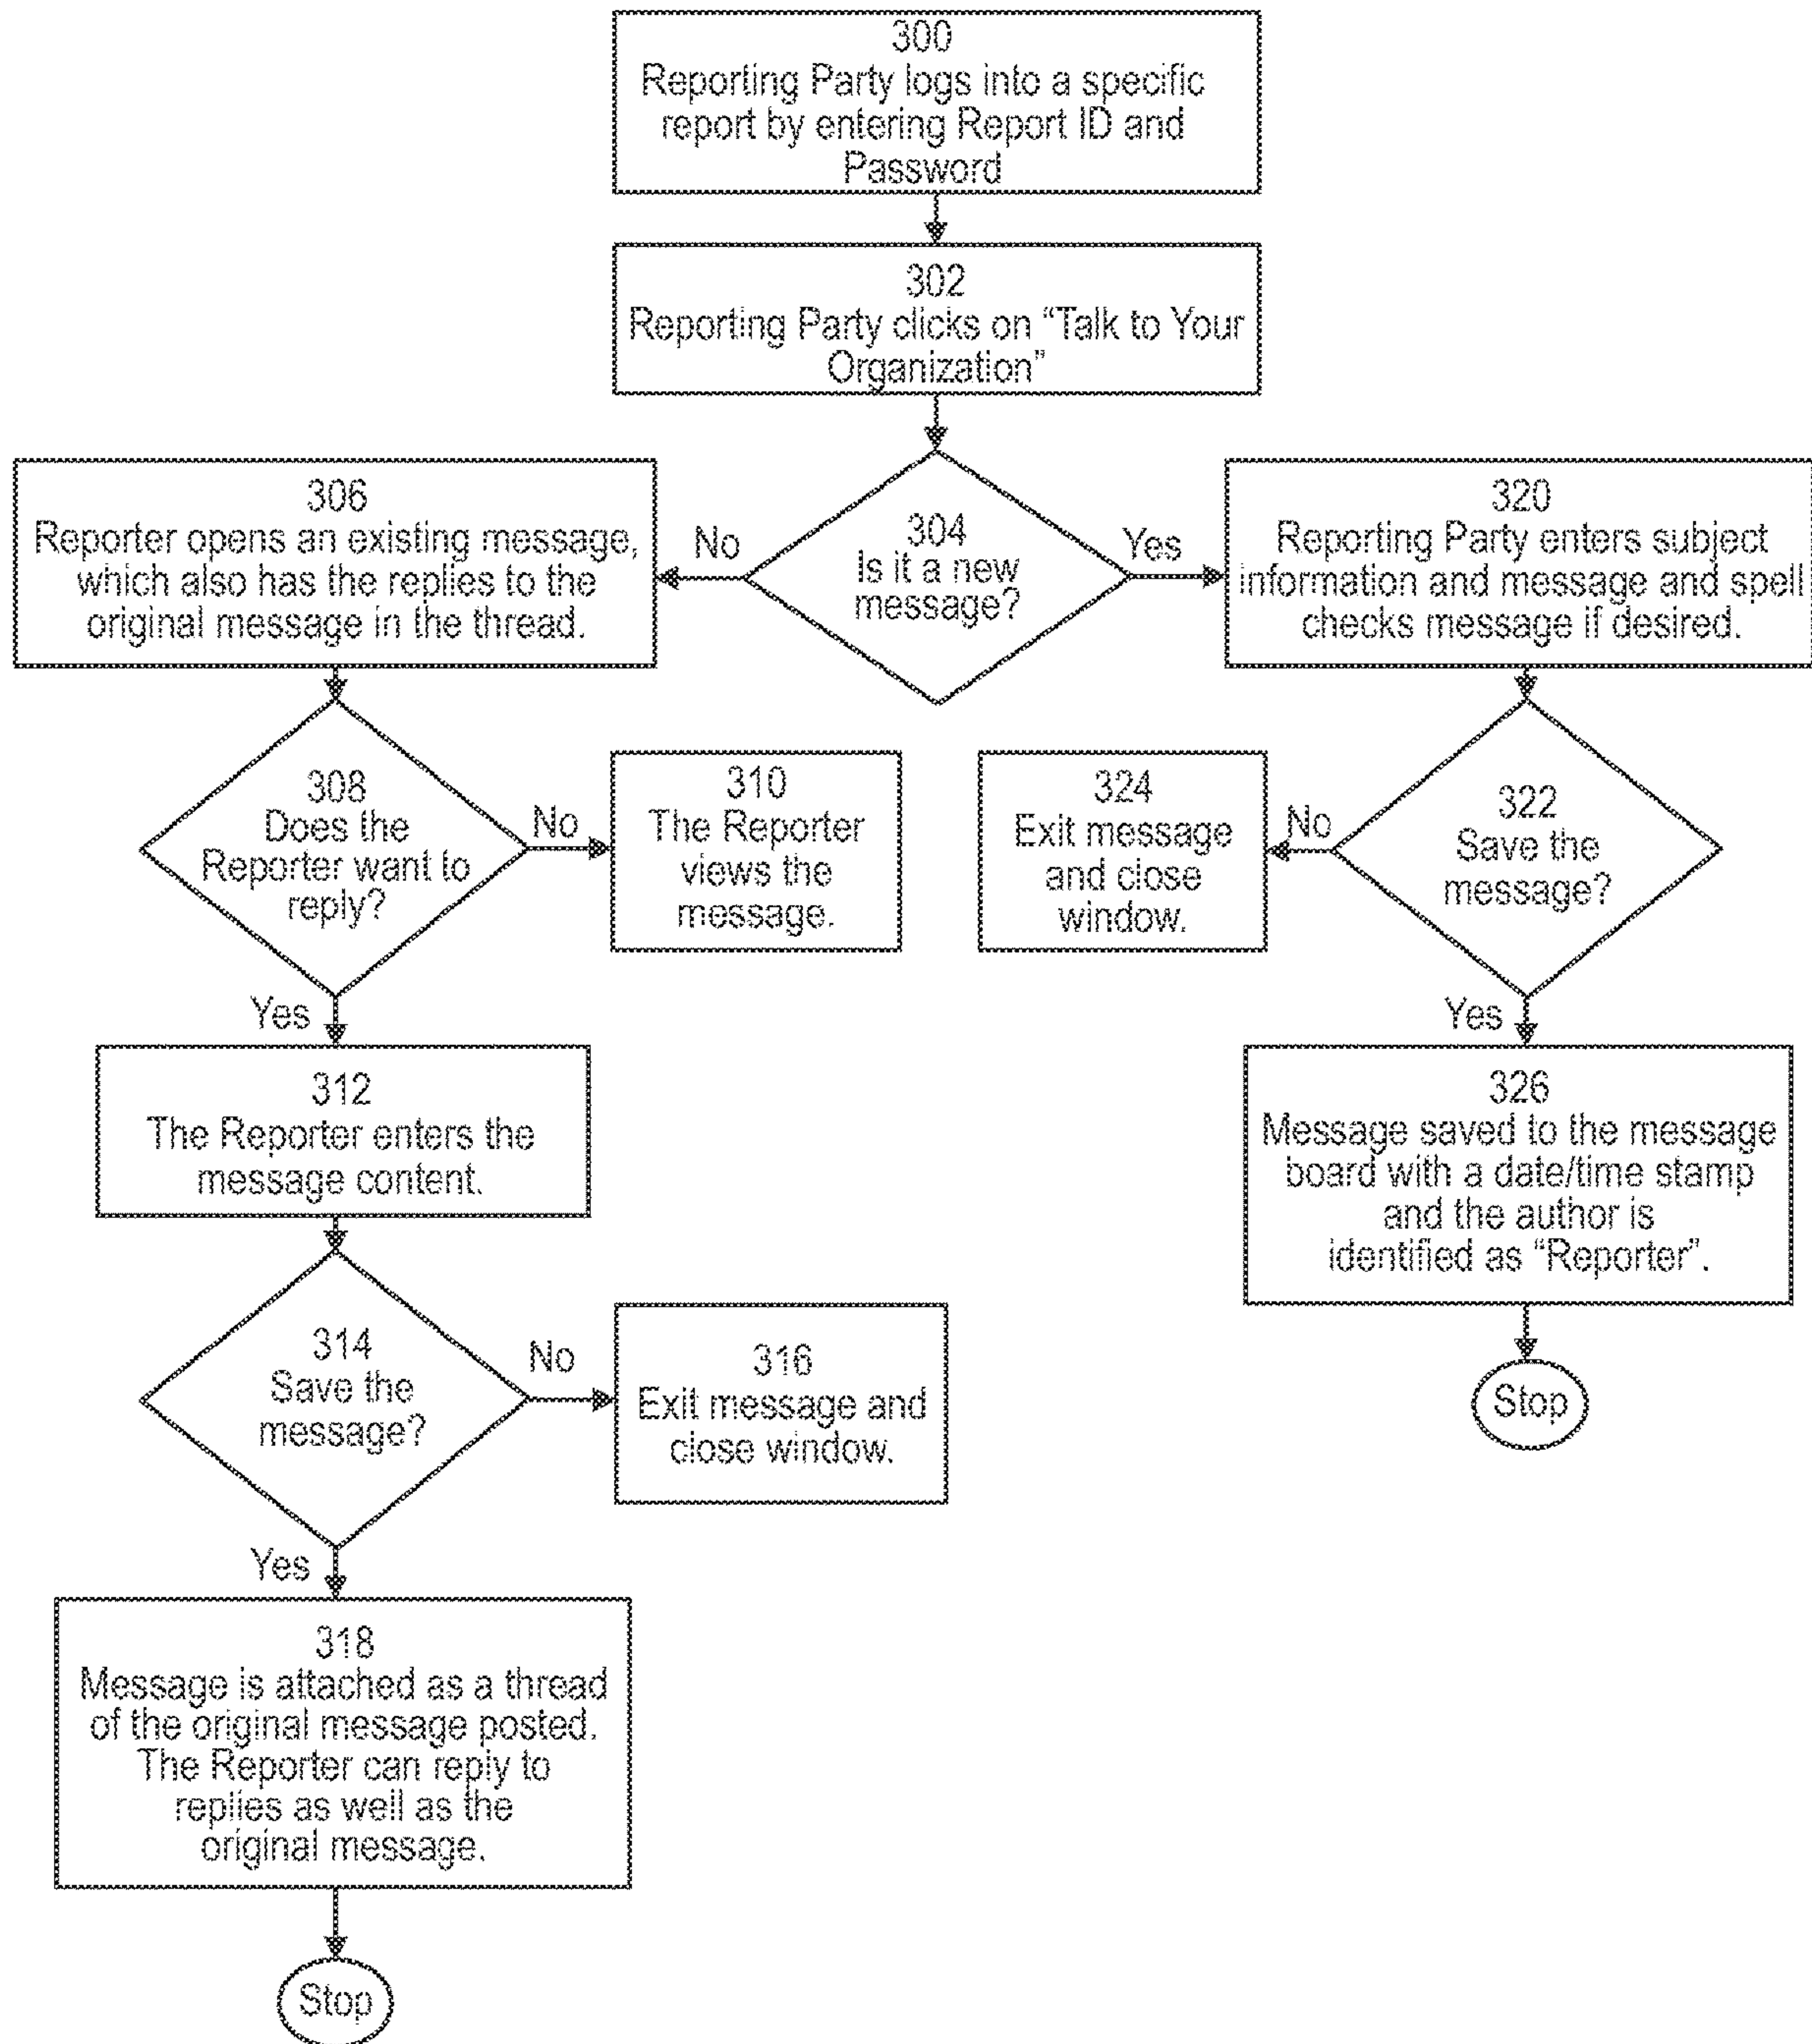 300
Reporting Party logs into a specific
report by entering Report ID and
Password
302
Reporting Party clicks on “Talk to Your
Organization”
304
Is it a new
message?
No
Yes
306
Reporter opens an existing message,
which also has the replies to the
original message in the thread.
320
Reporting Party enters subject
information and message and spell
checks message if desired.
308
Does the
Reporter want to
reply?
No
310
The Reporter
views the
message.
324
Exit message
and close
window.
No
322
Save the
message?
Yes
Yes
312
The Reporter enters the
message content.
326
Message saved to the message
board with a date/time stamp
and the author is
identified as “Reporter”.
314
Save the
message?
No
316
Exit message and
close window.
Stop
Yes
318
Message is attached as a thread
of the original message posted.
The Reporter can reply to
replies as well as the
original message.
Stop